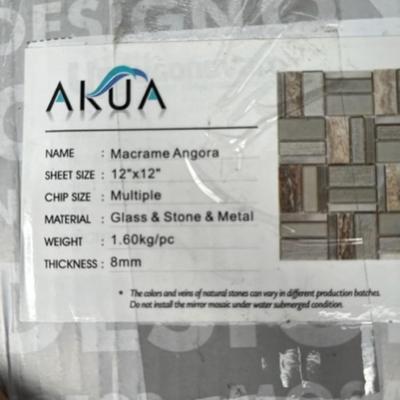 DESIGN ON
AKUA
NAME : Macrame Angora
SHEET SIZE : 12"x12"
CHIP SIZE : Multiple
MATERIAL : Glass & Stone & Metal
WEIGHT : 1.60kg/pc
THICKNESS : 8mm
* The colors and veins of natural stones can vary in different production batches.
Do not install the mirror mosaic under water submerged condition.